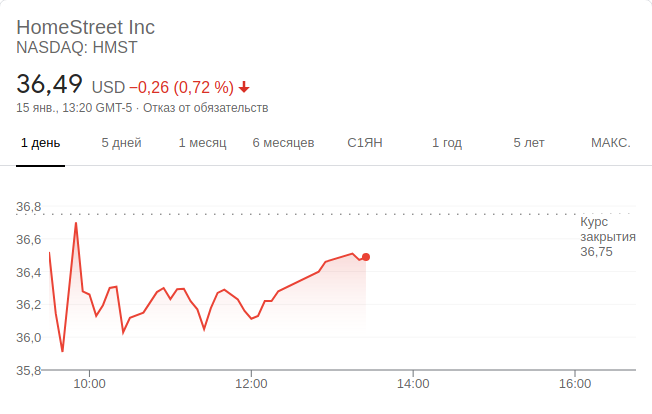 HomeStreet Inc
NASDAQ: HMST
36,49 USD −0,26 (0,72 %)
15 янв., 13:20 GMT-5 · Отказ от обязательств
1 день 5 дней 1 месяц 6 месяцев С1ЯН 1 год 5 лет МАКС.
36,8
Курс
закрытия
36,75
36,6
36,4
36,2
36,0
35,8
10:00 12:00 14:00 16:00